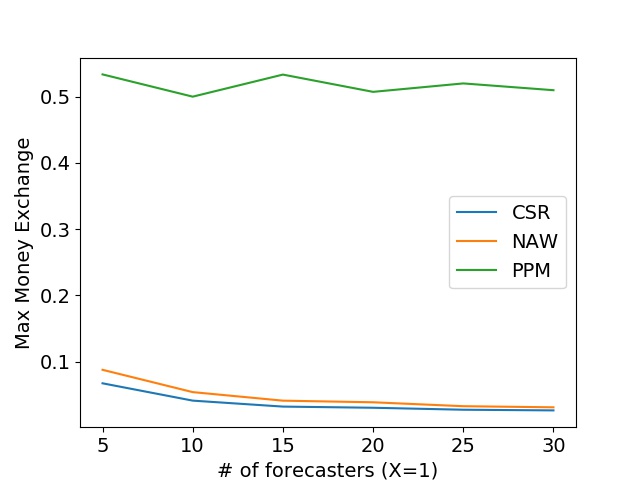 Max Money Exchange
0.5
0.4
0.3
0.2
0.1
CSR
NAW
PPM
5 10 15 20 25 30
# of forecasters (X=1)